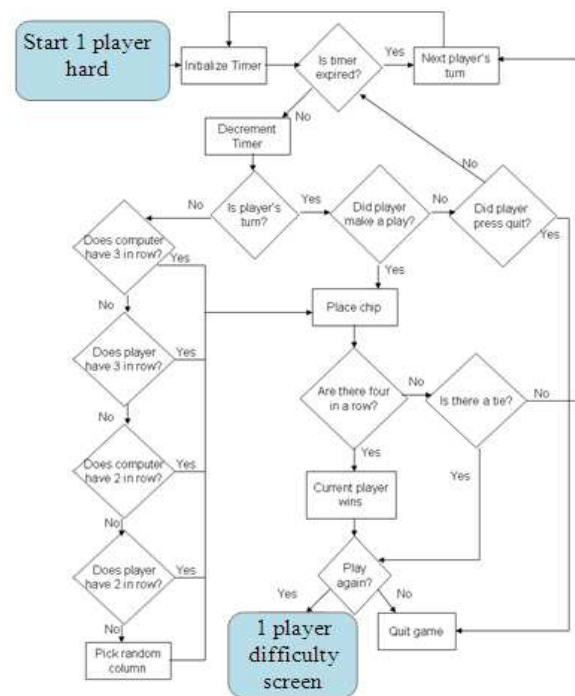 Start 1 player
hard
Initialize Timer
Is timer
expired?
Yes
Next player's
turn
No
Decrement
Timer
No
Is player's
turn?
Yes
Did player
make a play?
No
Did player
press quit?
No
Yes
Does computer
have 3 in row?
Yes
Yes
Place chip
No
Does player
have 3 in row?
Yes
Are there four
in a row?
No
Is there a tie?
No
No
Does computer
have 2 in row?
Yes
Yes
Current player
wins
Yes
No
Does player
have 2 in row?
Yes
Play
again?
Yes
No
No
Pick random
column
1 player
difficulty
screen
Quit game